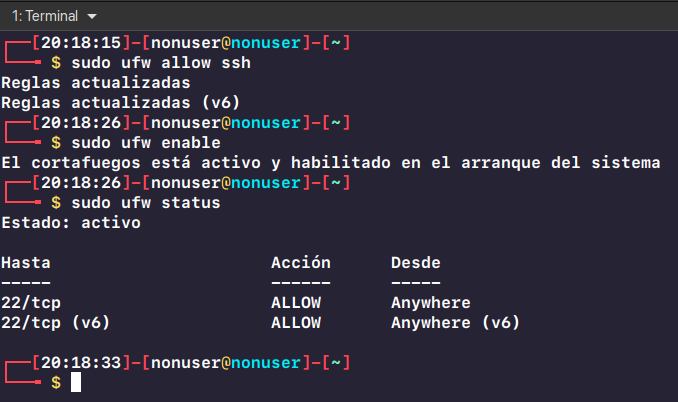 1: Terminal
[20:18:15]-[nonuser@nonuser]-[~]
$ sudo ufw allow ssh
Reglas actualizadas
Reglas actualizadas (v6)
[20:18:26]-[nonuser@nonuser]-[~]
$ sudo ufw enable
El cortafuegos está activo y habilitado en el arranque del sistema
[20:18:26]-[nonuser@nonuser]-[~]
$ sudo ufw status
Estado: activo
Hasta Acción Desde
----- ------ -----
22/tcp ALLOW Anywhere
22/tcp (v6) ALLOW Anywhere (v6)
[20:18:33]-[nonuser@nonuser]-[~]
$